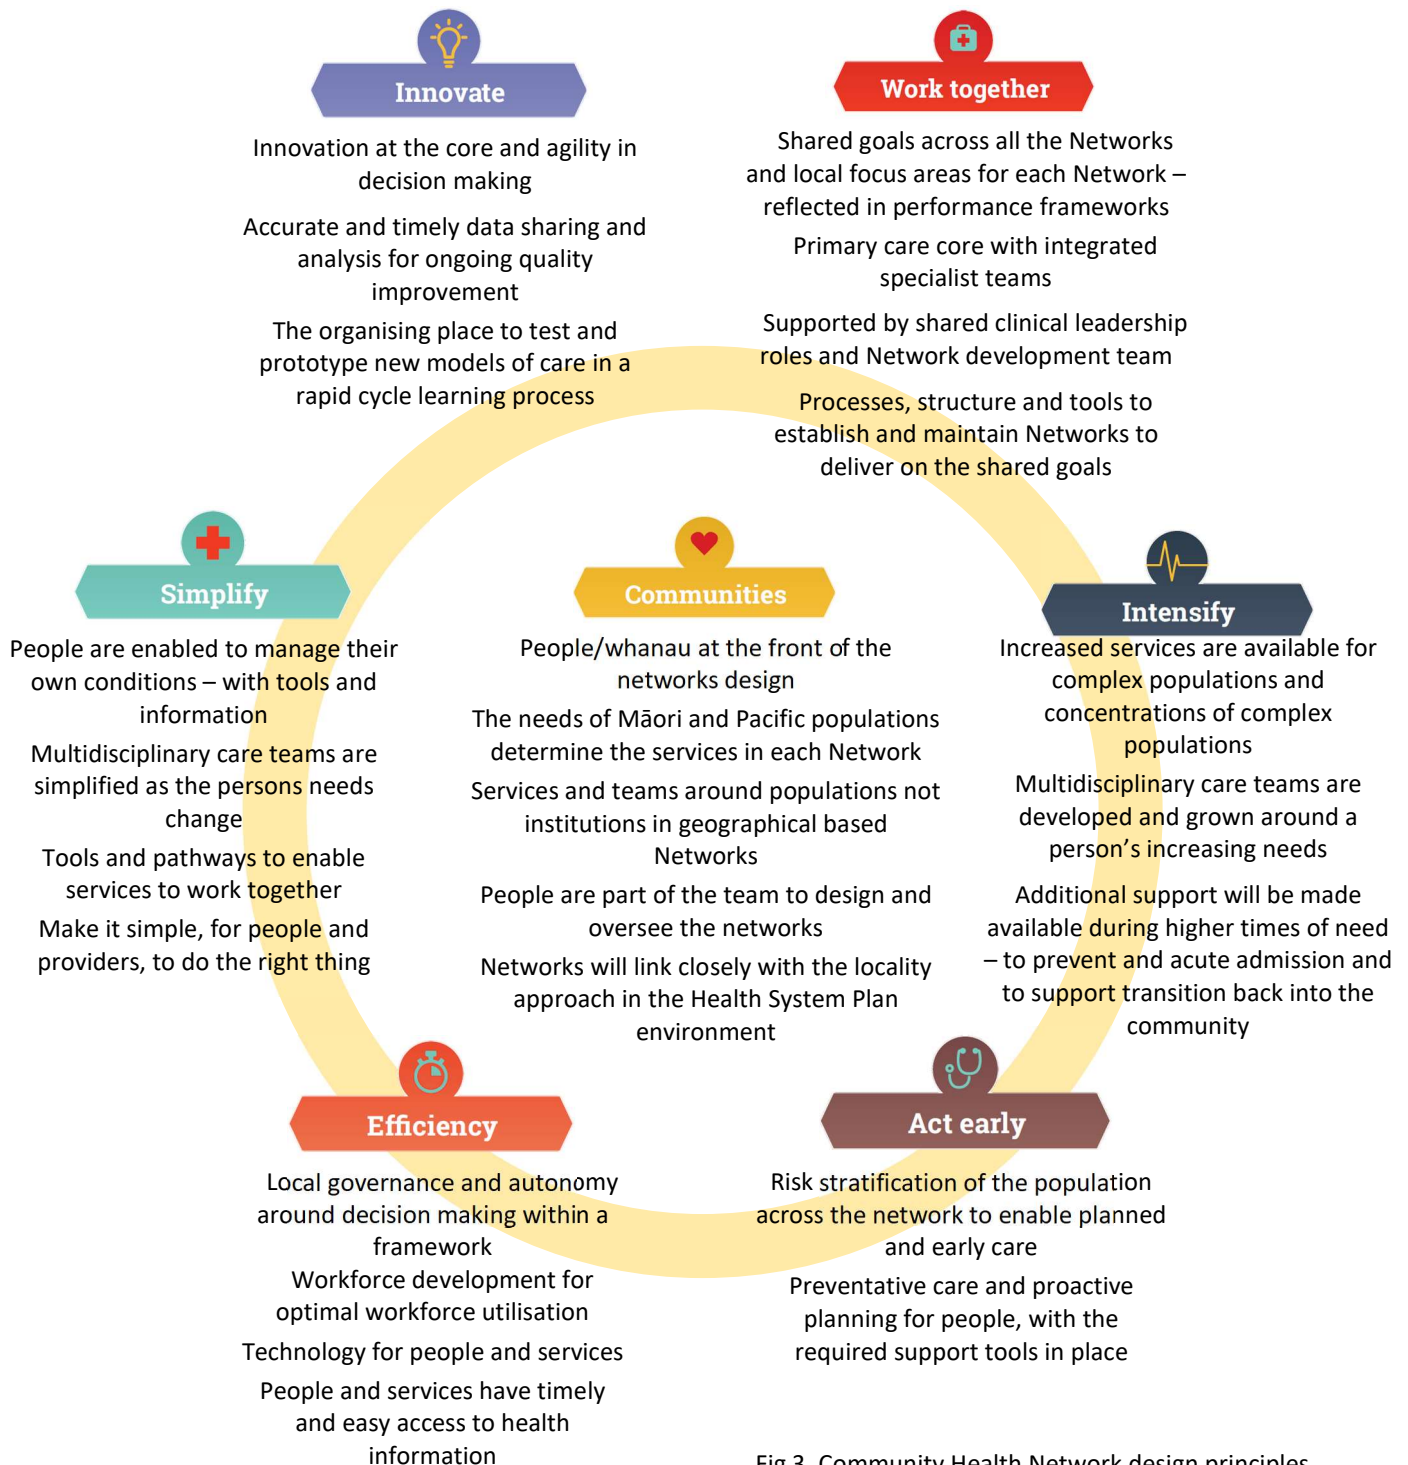 Innovate
Innovation at the core and agility in
decision making
Accurate and timely data sharing and
analysis for ongoing quality
improvement
The organising place to test and
prototype new models of care in a
rapid cycle learning process
Work together
Shared goals across all the Networks
and local focus areas for each Network –
reflected in performance frameworks
Primary care core with integrated
specialist teams
Supported by shared clinical leadership
roles and Network development team
Processes, structure and tools to
establish and maintain Networks to
deliver on the shared goals
Simplify
People are enabled to manage their
own conditions – with tools and
information
Multidisciplinary care teams are
simplified as the persons needs
change
Tools and pathways to enable
services to work together
Make it simple, for people and
providers, to do the right thing
Communities
People/whanau at the front of the
networks design
The needs of Māori and Pacific populations
determine the services in each Network
Services and teams around populations not
institutions in geographical based
Networks
People are part of the team to design and
oversee the networks
Networks will link closely with the locality
approach in the Health System Plan
environment
Intensify
Increased services are available for
complex populations and
concentrations of complex
populations
Multidisciplinary care teams are
developed and grown around a
person's increasing needs
Additional support will be made
available during higher times of need
– to prevent and acute admission and
to support transition back into the
community
Efficiency
Local governance and autonomy
around decision making within a
framework
Workforce development for
optimal workforce utilisation
Technology for people and services
People and services have timely
and easy access to health
information
Act early
Risk stratification of the population
across the network to enable planned
and early care
Preventative care and proactive
planning for people, with the
required support tools in place
Fig 3. Community Health Network design principles